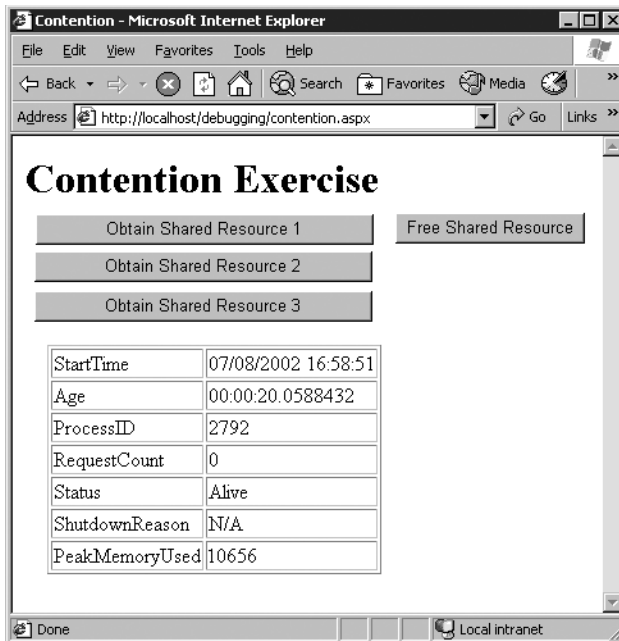 Contention - Microsoft Internet Explorer
File Edit View Favorites Tools Help
Back Search Favorites Media »
Address http://localhost/debugging/contention.aspx Go Links »
Contention Exercise
Obtain Shared Resource 1 Free Shared Resource
Obtain Shared Resource 2
Obtain Shared Resource 3
StartTime 07/08/2002 16:58:51
Age 00:00:20.0588432
ProcessID 2792
RequestCount 0
Status Alive
ShutdownReason N/A
PeakMemoryUsed 10656
Done Local intranet